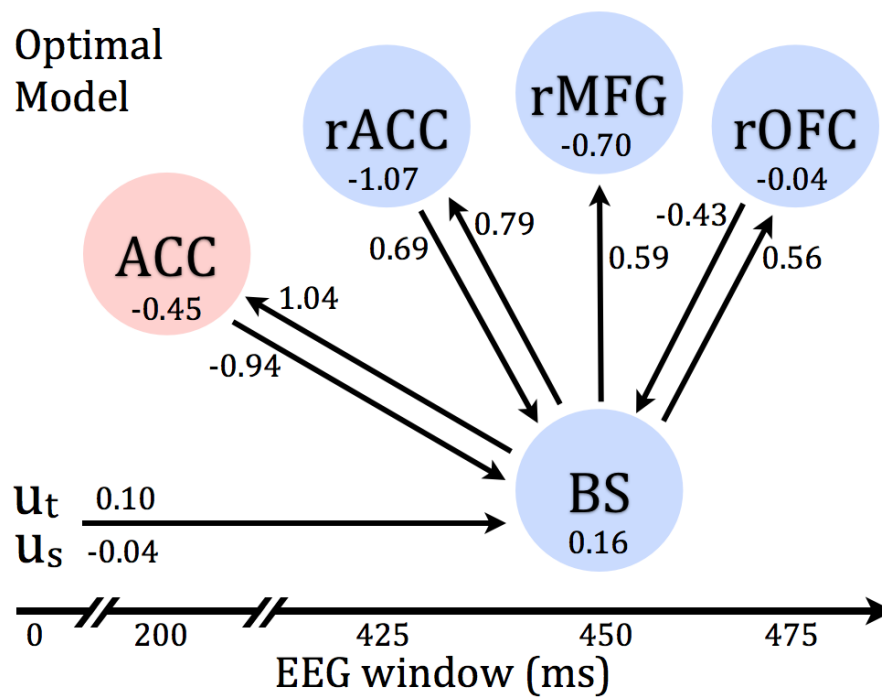 Optimal
Model
rACC
-1.07
rMFG
-0.70
rOFC
-0.04
ACC
-0.45
0.69
0.79
0.59
-0.43
0.56
1.04
-0.94
BS
0.16
ut 0.10
us -0.04
0 200 425 450 475
EEG window (ms)